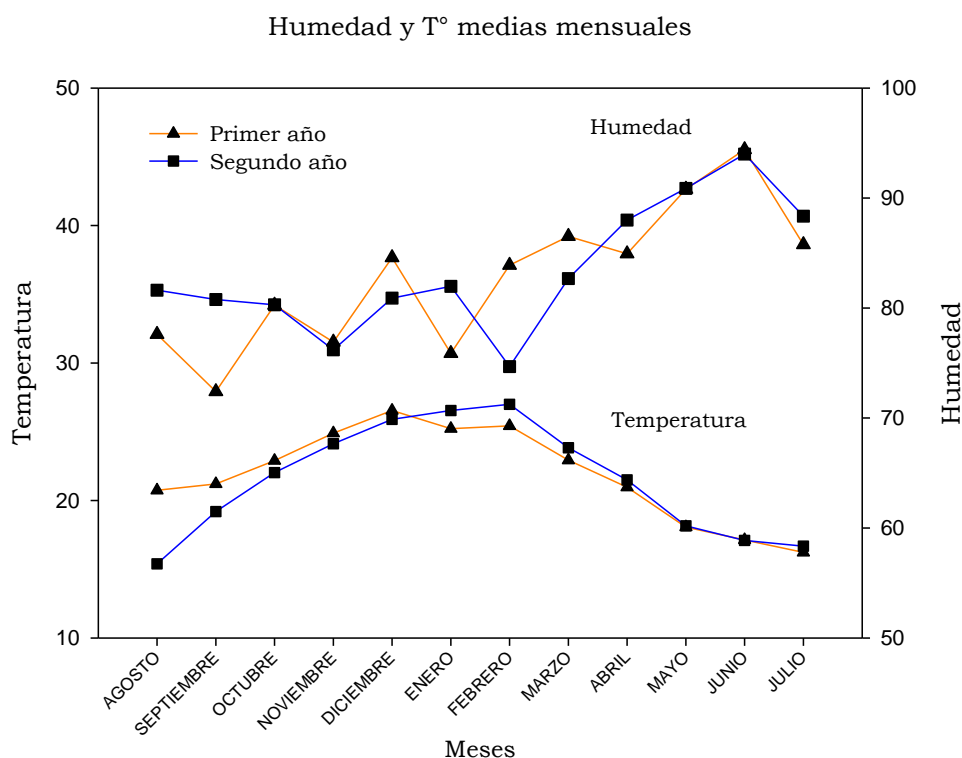 Humedad y T° medias mensuales
50
40
30
20
10
Temperatura
100
90
80
70
60
50
Humedad
Primer año
Segundo año
Humedad
Temperatura
AGOSTO
SEPTIEMBRE
OCTUBRE
NOVIEMBRE
DICIEMBRE
ENERO
FEBRERO
MARZO
ABRIL
MAYO
JUNIO
JULIO
Meses